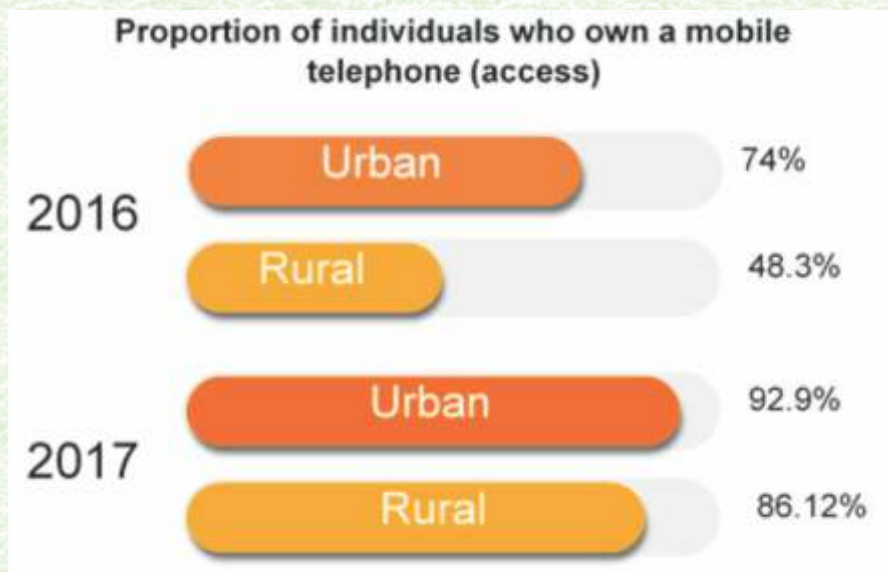 Proportion of individuals who own a mobile
telephone (access)
2016
Urban
74%
Rural
48.3%
2017
Urban
92.9%
Rural
86.12%